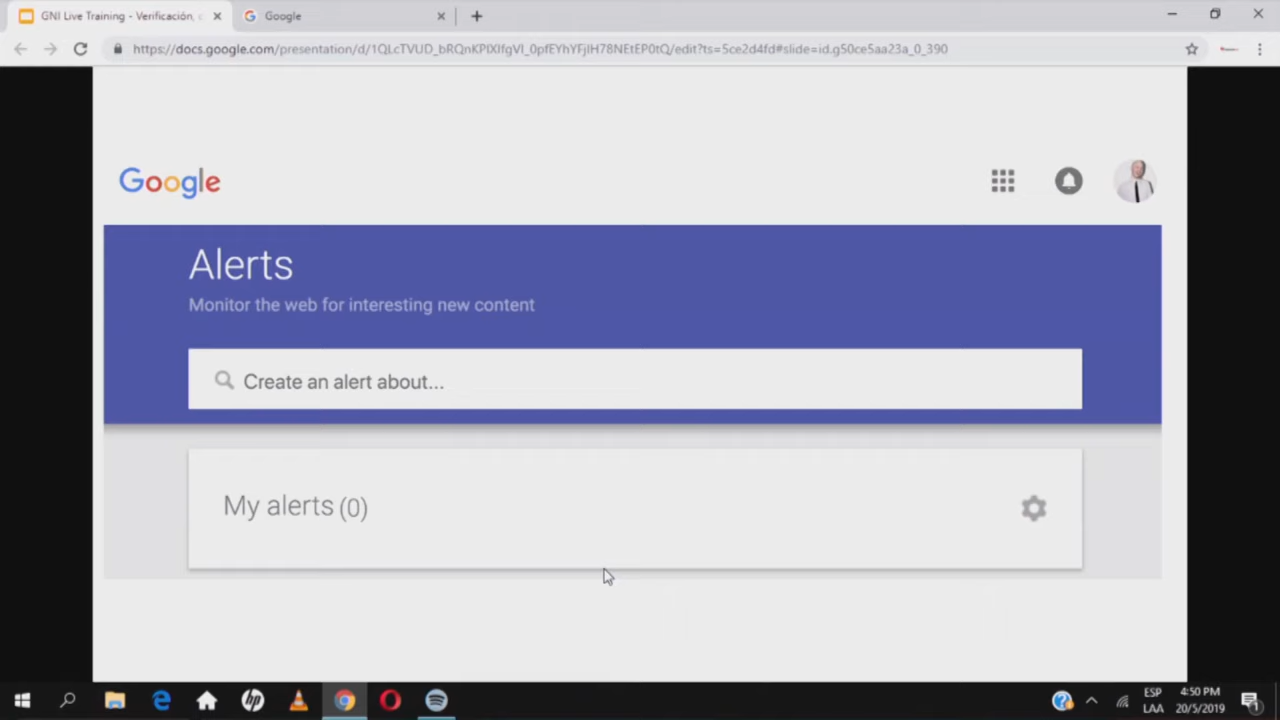 GNI Live Training - Verificación, c
Google
https://docs.google.com/presentation/d/1QLcTVUD_bRQnKPlXlfgVl_0pfEYhYFjlH78NEtEP0tQ/edit?ts=5ce2d4fd#slide=id.g50ce5aa23a_0_390
Google
Alerts
Monitor the web for interesting new content
Create an alert about...
My alerts (0)
ESP
LAA
4:50 PM
20/5/2019